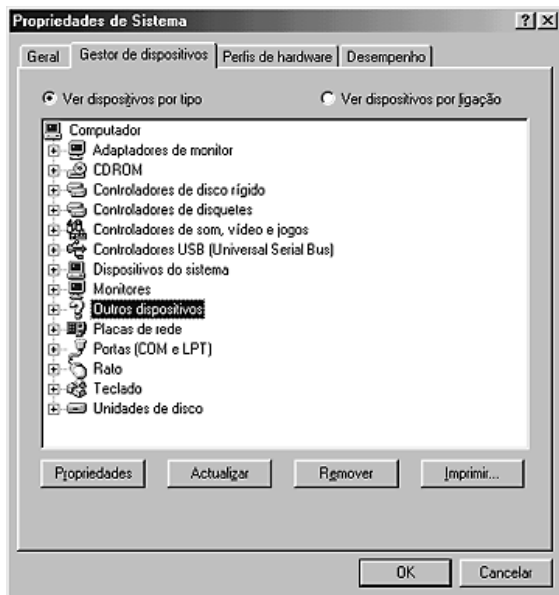 Propriedades de Sistema
Geral Gestor de dispositivos Perfis de hardware Desempenho
Ver dispositivos por tipo Ver dispositivos por ligação
Computador
Adaptadores de monitor
CDROM
Controladores de disco rígido
Controladores de disquetes
Controladores de som, vídeo e jogos
Controladores USB (Universal Serial Bus)
Dispositivos do sistema
Monitores
Outros dispositivos
Placas de rede
Portas (COM e LPT)
Rato
Teclado
Unidades de disco
Propriedades Actualizar Remover Imprimir...
OK Cancelar